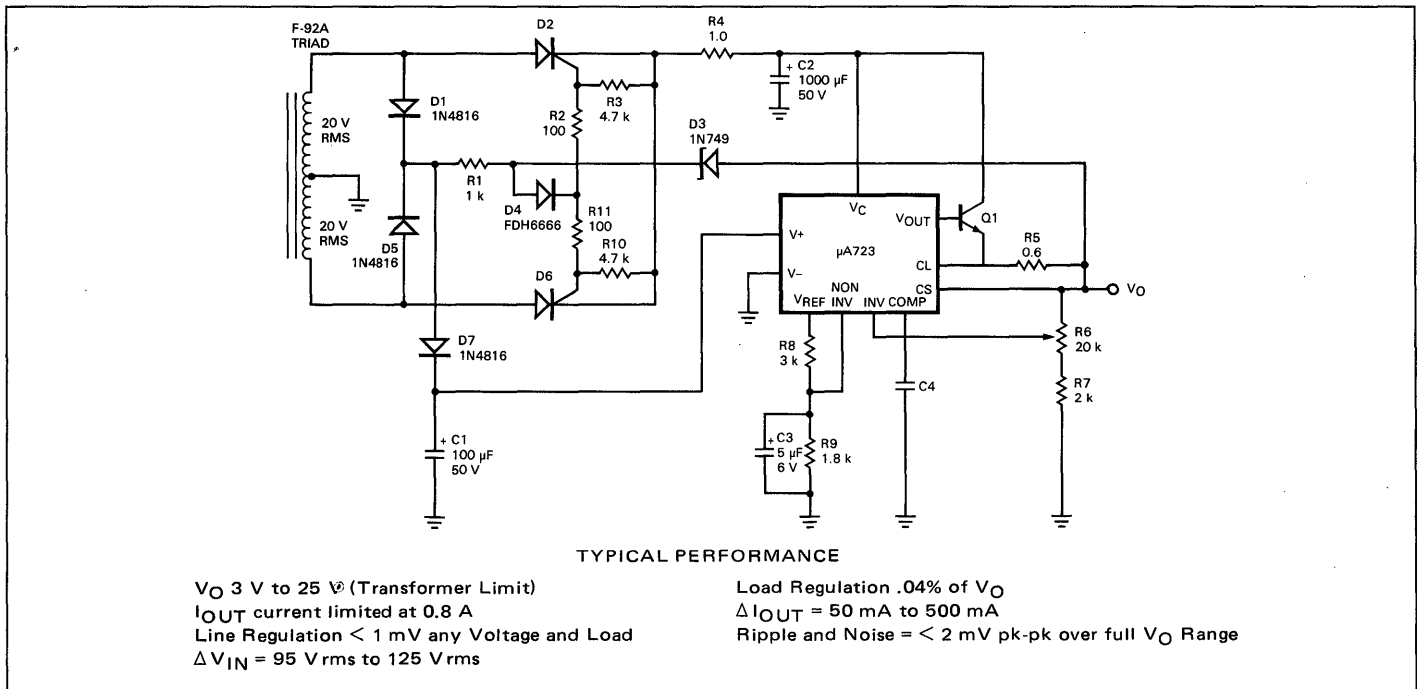 F-92A
TRIAD
20 V
RMS
20 V
RMS
D1
1N4816
D5
1N4816
D2
R2
100
R3
4.7 k
R1
1 k
D4
FDH6666
R11
100
R10
4.7 k
D6
D7
1N4816
+ C1
100 µF
50 V
R4
1.0
+ C2
1000 µF
50 V
D3
1N749
VC
VOUT
V+
µA723
CL
V–
CS
VREF
NON
INV
INV
COMP
Q1
R5
0.6
VO
R6
20 k
R7
2 k
R8
3 k
C4
+ C3
5 µF
6 V
R9
1.8 k
TYPICAL PERFORMANCE
VO 3 V to 25 V (Transformer Limit)
IOUT current limited at 0.8 A
Line Regulation < 1 mV any Voltage and Load
Δ VIN = 95 Vrms to 125 Vrms
Load Regulation .04% of VO
Δ IOUT = 50 mA to 500 mA
Ripple and Noise = < 2 mV pk-pk over full VO Range